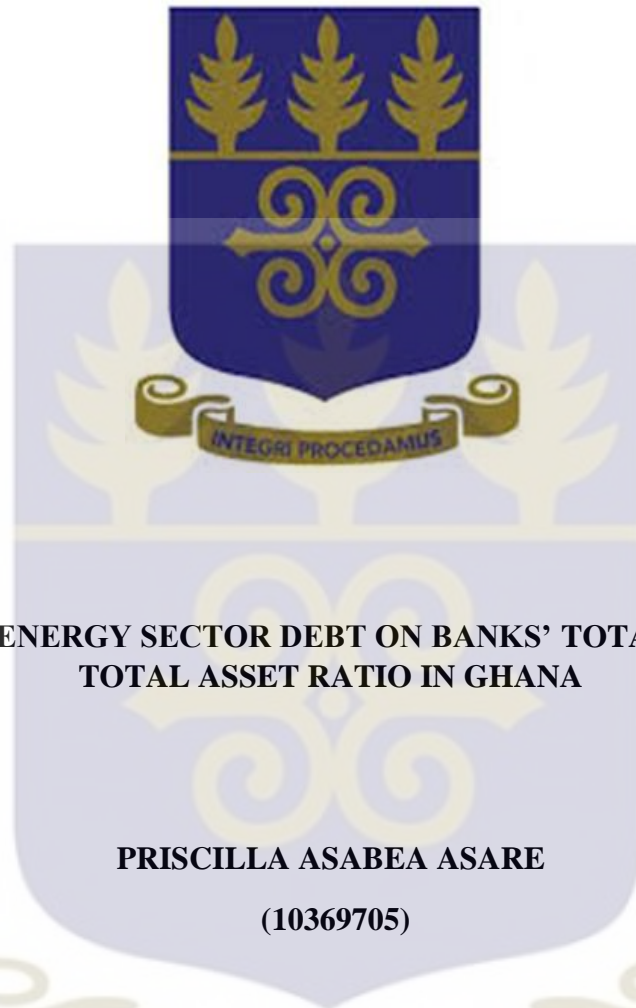 INTEGRI PROCEDAMUS
ENERGY SECTOR DEBT ON BANKS’ TOTA
TOTAL ASSET RATIO IN GHANA
PRISCILLA ASABEA ASARE
(10369705)